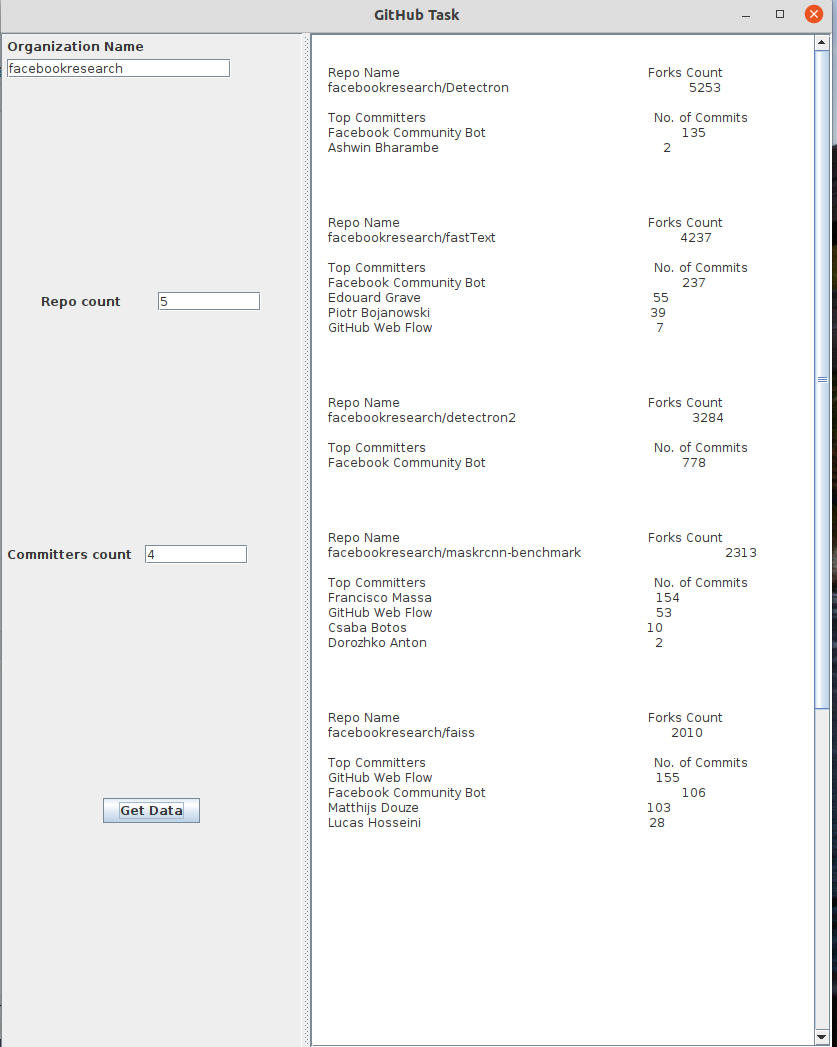 GitHub Task
Organization Name
facebookresearch
Repo count 5
Committers count 4
Get Data
Repo Name Forks Count
facebookresearch/Detectron 5253
Top Committers No. of Commits
Facebook Community Bot 135
Ashwin Bharambe 2
Repo Name Forks Count
facebookresearch/fastText 4237
Top Committers No. of Commits
Facebook Community Bot 237
Edouard Grave 55
Piotr Bojanowski 39
GitHub Web Flow 7
Repo Name Forks Count
facebookresearch/detectron2 3284
Top Committers No. of Commits
Facebook Community Bot 778
Repo Name Forks Count
facebookresearch/maskrcnn-benchmark 2313
Top Committers No. of Commits
Francisco Massa 154
GitHub Web Flow 53
Csaba Botos 10
Dorozhko Anton 2
Repo Name Forks Count
facebookresearch/faiss 2010
Top Committers No. of Commits
GitHub Web Flow 155
Facebook Community Bot 106
Matthijs Douze 103
Lucas Hosseini 28